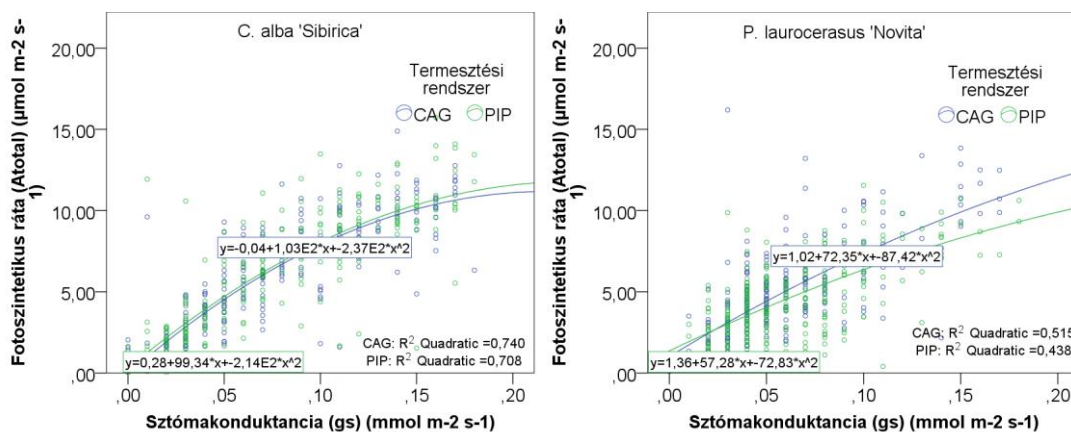 C. alba 'Sibirica'
Termesztési
rendszer
CAG PIP
Fotoszintetikus ráta (Atotal) (µmol m-2 s-
1)
20,00
15,00
10,00
5,00
,00
y=-0,04+1,03E2*x+-2,37E2*x^2
y=0,28+99,34*x+-2,14E2*x^2
CAG: R2 Quadratic =0,740
PIP: R2 Quadratic =0,708
,00 ,05 ,10 ,15 ,20
Sztómakonduktancia (gs) (mmol m-2 s-1)
P. laurocerasus 'Novita'
Termesztési
rendszer
CAG PIP
Fotoszintetikus ráta (Atotal) (µmol m-2 s-
1)
20,00
15,00
10,00
5,00
,00
y=1,02+72,35*x+-87,42*x^2
y=1,36+57,28*x+-72,83*x^2
CAG: R2 Quadratic =0,515
PIP: R2 Quadratic =0,438
,00 ,05 ,10 ,15 ,20
Sztómakonduktancia (gs) (mmol m-2 s-1)